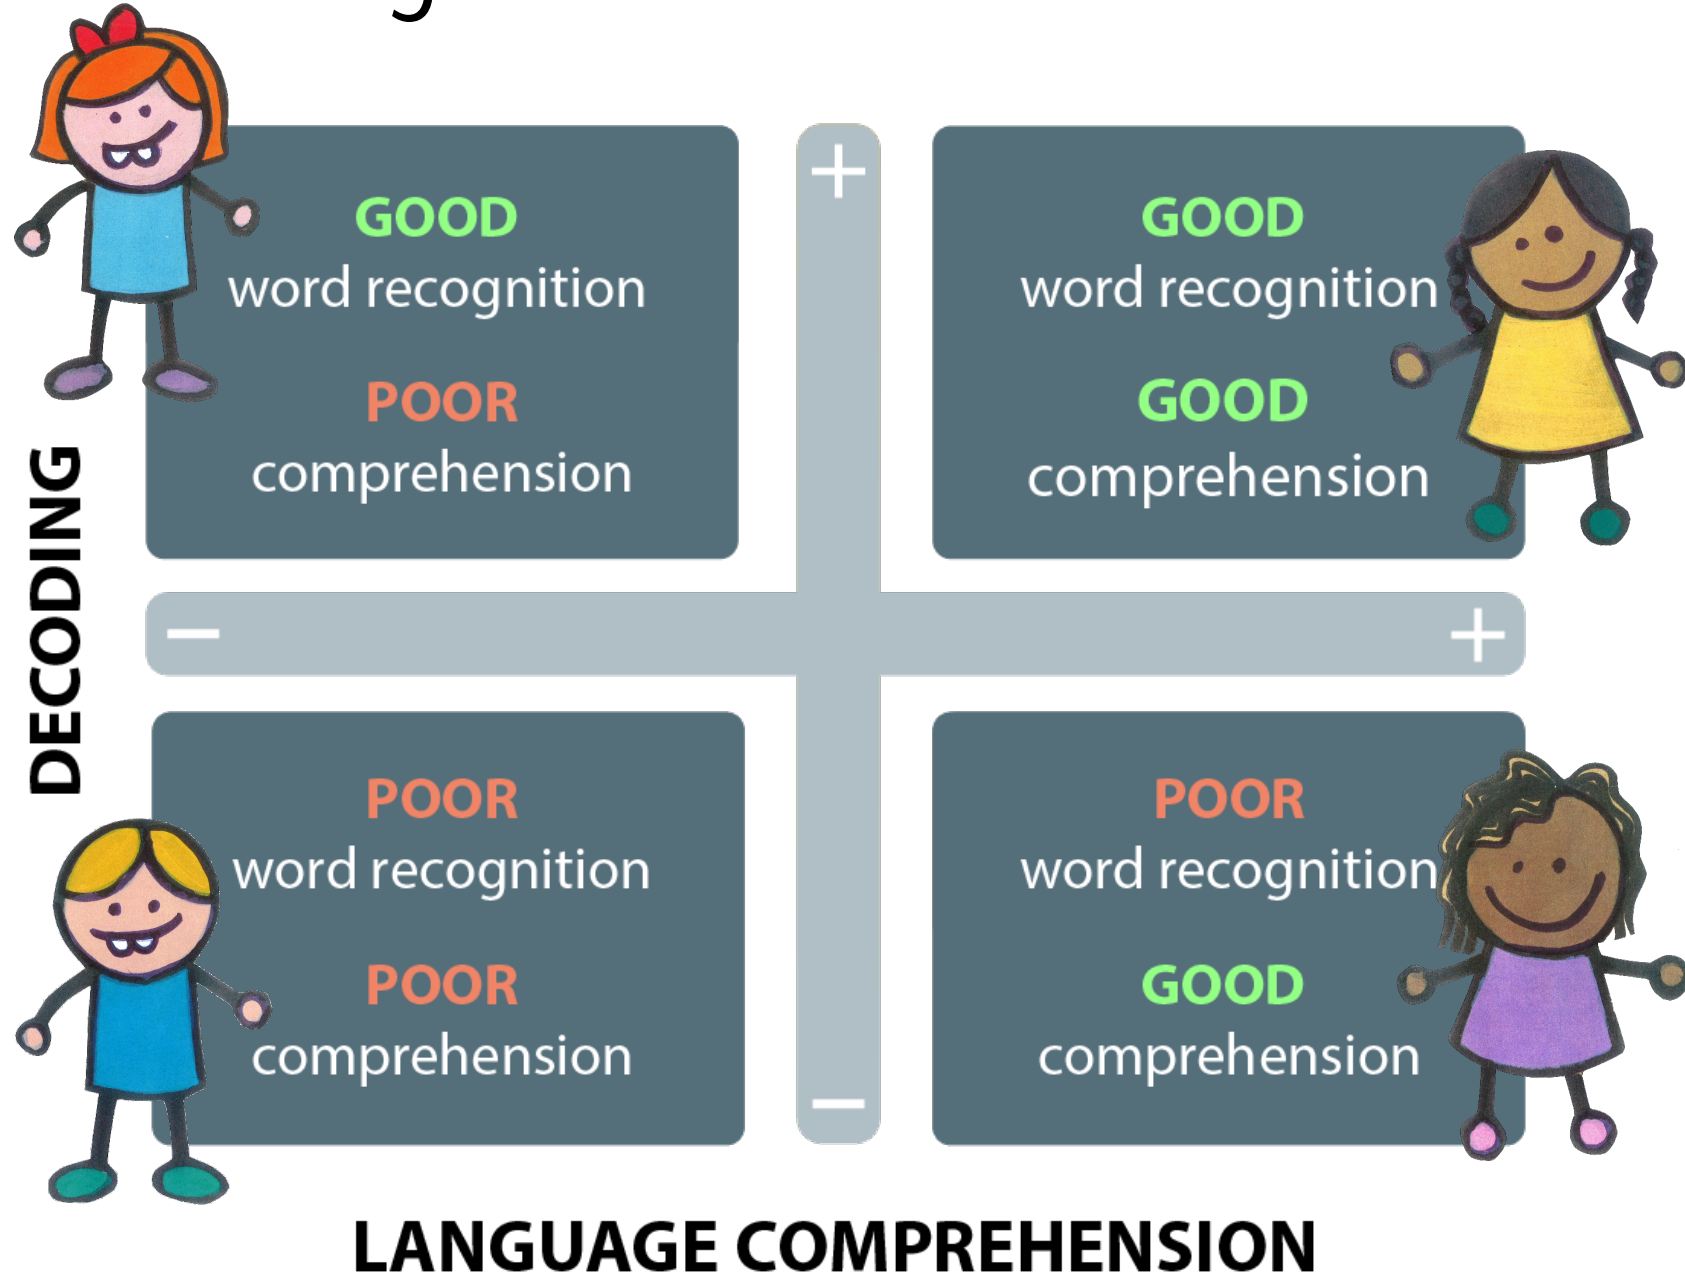 GOOD
word recognition
POOR
comprehension
+
GOOD
word recognition
GOOD
comprehension
DECODING
−
+
POOR
word recognition
POOR
comprehension
−
POOR
word recognition
GOOD
comprehension
LANGUAGE COMPREHENSION